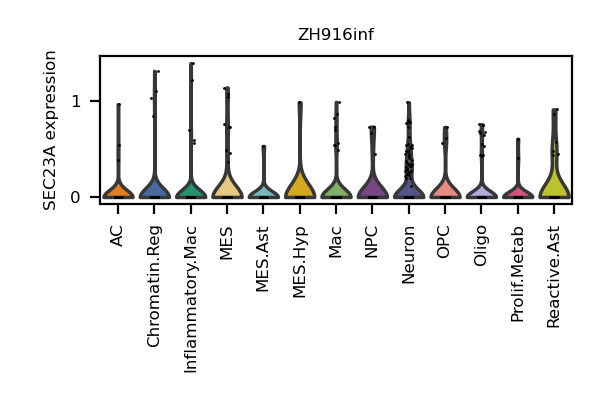 ZH916inf
SEC23A expression
1
0
AC
Chromatin.Reg
Inflammatory.Mac
MES
MES.Ast
MES.Hyp
Mac
NPC
Neuron
OPC
Oligo
Prolif.Metab
Reactive.Ast